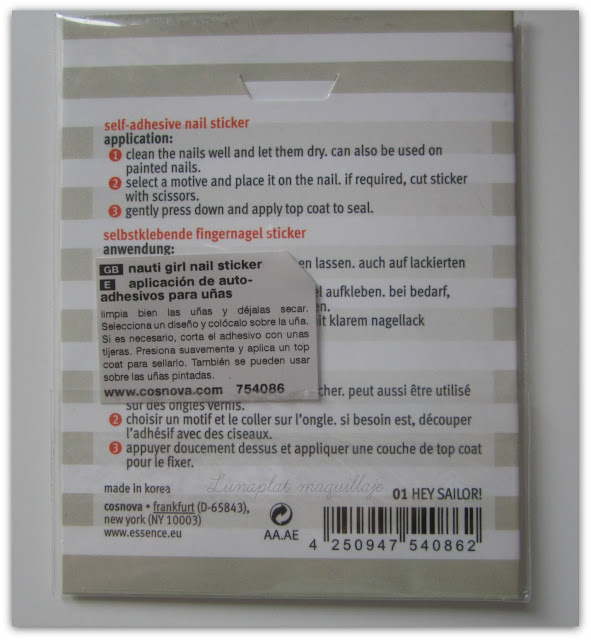 self-adhesive nail sticker
application:
1 clean the nails well and let them dry. can also be used on
painted nails.
2 select a motive and place it on the nail. if required, cut sticker
with scissors.
3 gently press down and apply top coat to seal.
selbstklebende fingernagel sticker
anwendung:
en lassen. auch auf lackierten
GB nauti girl nail sticker
E aplicación de auto-
adhesivos para uñas
el aufkleben. bei bedarf,
en.
it klarem nagellack
limpia bien las uñas y déjalas secar.
Selecciona un diseño y colócalo sobre la uña.
Si es necesario, corta el adhesivo con unas
tijeras. Presiona suavemente y aplica un top
coat para sellarlo. También se pueden usar
sobre las uñas pintadas.
www.cosnova.com 754086
cher. peut aussi être utilisé
sur des ongles vernis.
2 choisir un motif et le coller sur l'ongle. si besoin est, découper
l'adhésif avec des ciseaux.
3 appuyer doucement dessus et appliquer une couche de top coat
pour le fixer.
made in korea
Lunaplat maquillaje
01 HEY SAILOR!
cosnova • frankfurt (D-65843),
new york (NY 10003)
www.essence.eu
AA.AE
4 250947 540862